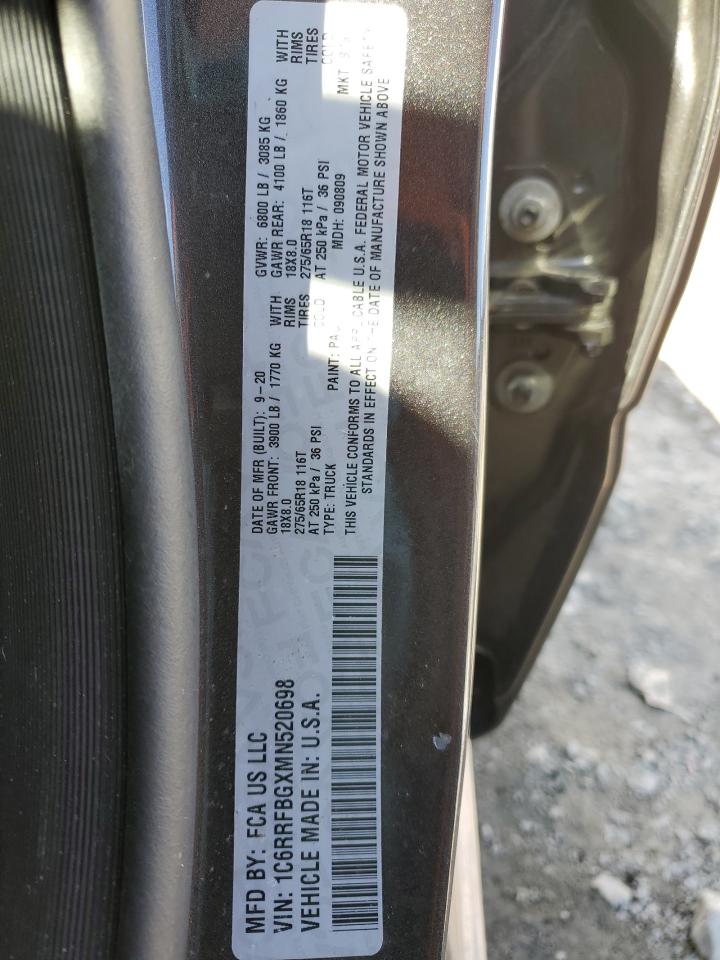 MFD BY: FCA US LLC
VIN: 1C6RRFBGXMN520698
VEHICLE MADE IN: U.S.A.
DATE OF MFR (BUILT): 9-20
GVWR: 6800 LB / 3085 KG
GAWR FRONT: 3900 LB / 1770 KG WITH
GAWR REAR: 4100 LB / 1860 KG WITH
18X8.0 RIMS
18X8.0 RIMS
275/65R18 116T TIRES
275/65R18 116T TIRES
AT 250 kPa / 36 PSI COLD
AT 250 kPa / 36 PSI COLD
TYPE: TRUCK
PAINT:
MDH: 090809
MKT
THIS VEHICLE CONFORMS TO ALL U.S.A. FEDERAL MOTOR VEHICLE SAFETY
STANDARDS IN EFFECT ON THE DATE OF MANUFACTURE SHOWN ABOVE